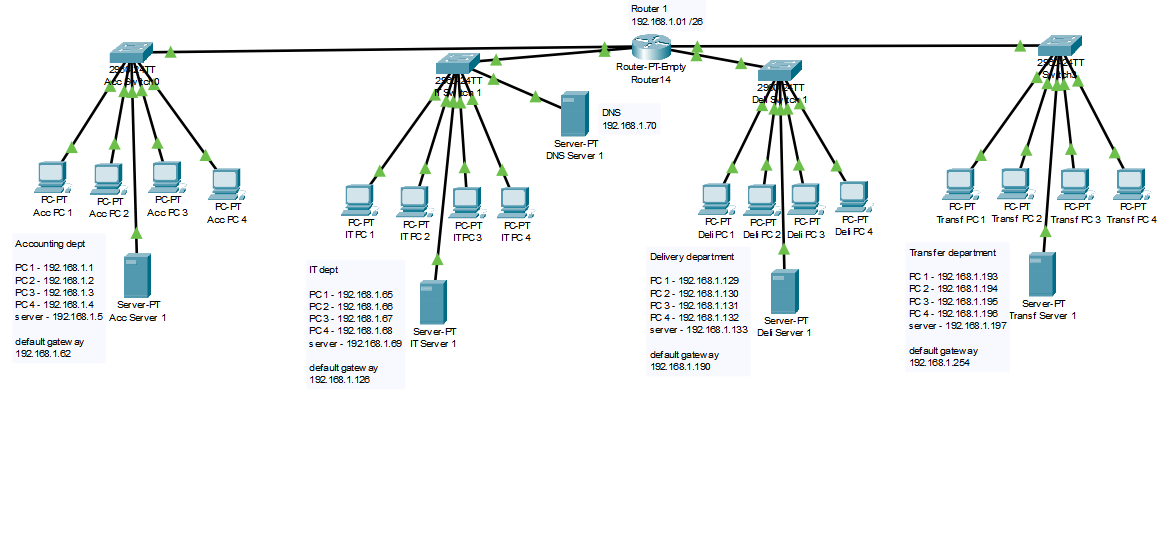 Router 1
192.168.1.01 /26
Router-PT-Empty
Router14
2960-24TT
Acc Switch0
2960-24TT
IT Switch 1
2960-24TT
Deli Switch 1
2960-24TT
Switch3
DNS
192.168.1.70
Server-PT
DNS Server 1
PC-PT
Acc PC 1
PC-PT
Acc PC 2
PC-PT
Acc PC 3
PC-PT
Acc PC 4
PC-PT
IT PC 1
PC-PT
IT PC 2
PC-PT
IT PC 3
PC-PT
IT PC 4
PC-PT
Deli PC 1
PC-PT
Deli PC 2
PC-PT
Deli PC 3
PC-PT
Deli PC 4
PC-PT
Transf PC 1
PC-PT
Transf PC 2
PC-PT
Transf PC 3
PC-PT
Transf PC 4
Accounting dept
PC 1 - 192.168.1.1
PC 2 - 192.168.1.2
PC 3 - 192.168.1.3
PC 4 - 192.168.1.4
server - 192.168.1.5
default gateway
192.168.1.62
Server-PT
Acc Server 1
IT dept
PC 1 - 192.168.1.65
PC 2 - 192.168.1.66
PC 3 - 192.168.1.67
PC 4 - 192.168.1.68
server - 192.168.1.69
default gateway
192.168.1.126
Server-PT
IT Server 1
Delivery department
PC 1 - 192.168.1.129
PC 2 - 192.168.1.130
PC 3 - 192.168.1.131
PC 4 - 192.168.1.132
server - 192.168.1.133
default gateway
192.168.1.190
Server-PT
Deli Server 1
Transfer department
PC 1 - 192.168.1.193
PC 2 - 192.168.1.194
PC 3 - 192.168.1.195
PC 4 - 192.168.1.196
server - 192.168.1.197
default gateway
192.168.1.254
Server-PT
Transf Server 1